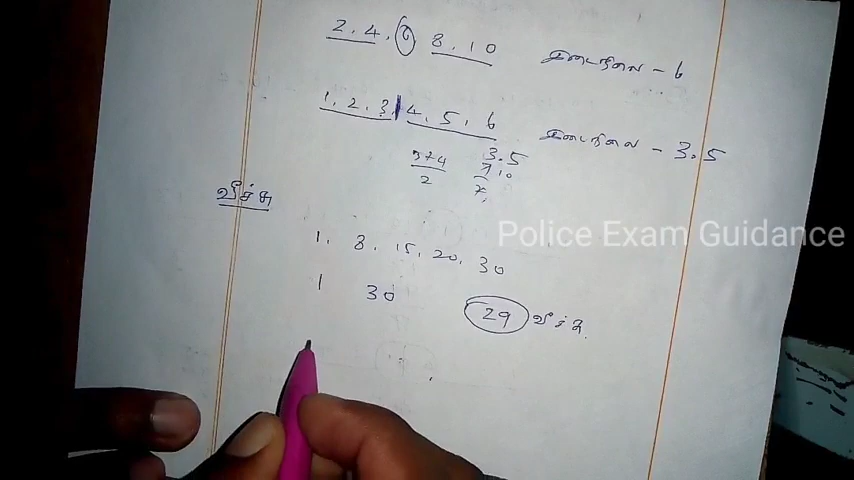 2, 4, 6 8, 10 இடைநிலை - 6
1, 2, 3, 4, 5, 6 இடைநிலை - 3.5
3+4 3.5
2 7
வீச்சு
Police Exam Guidance
1, 8, 15, 20, 30
1 30 29 வீச்சு.